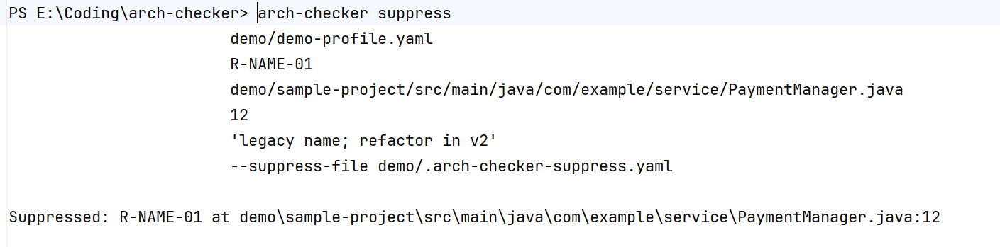 PS E:\Coding\arch-checker> arch-checker suppress
demo/demo-profile.yaml
R-NAME-01
demo/sample-project/src/main/java/com/example/service/PaymentManager.java
12
'legacy name; refactor in v2'
--suppress-file demo/.arch-checker-suppress.yaml
Suppressed: R-NAME-01 at demo\sample-project\src\main\java\com\example\service\PaymentManager.java:12